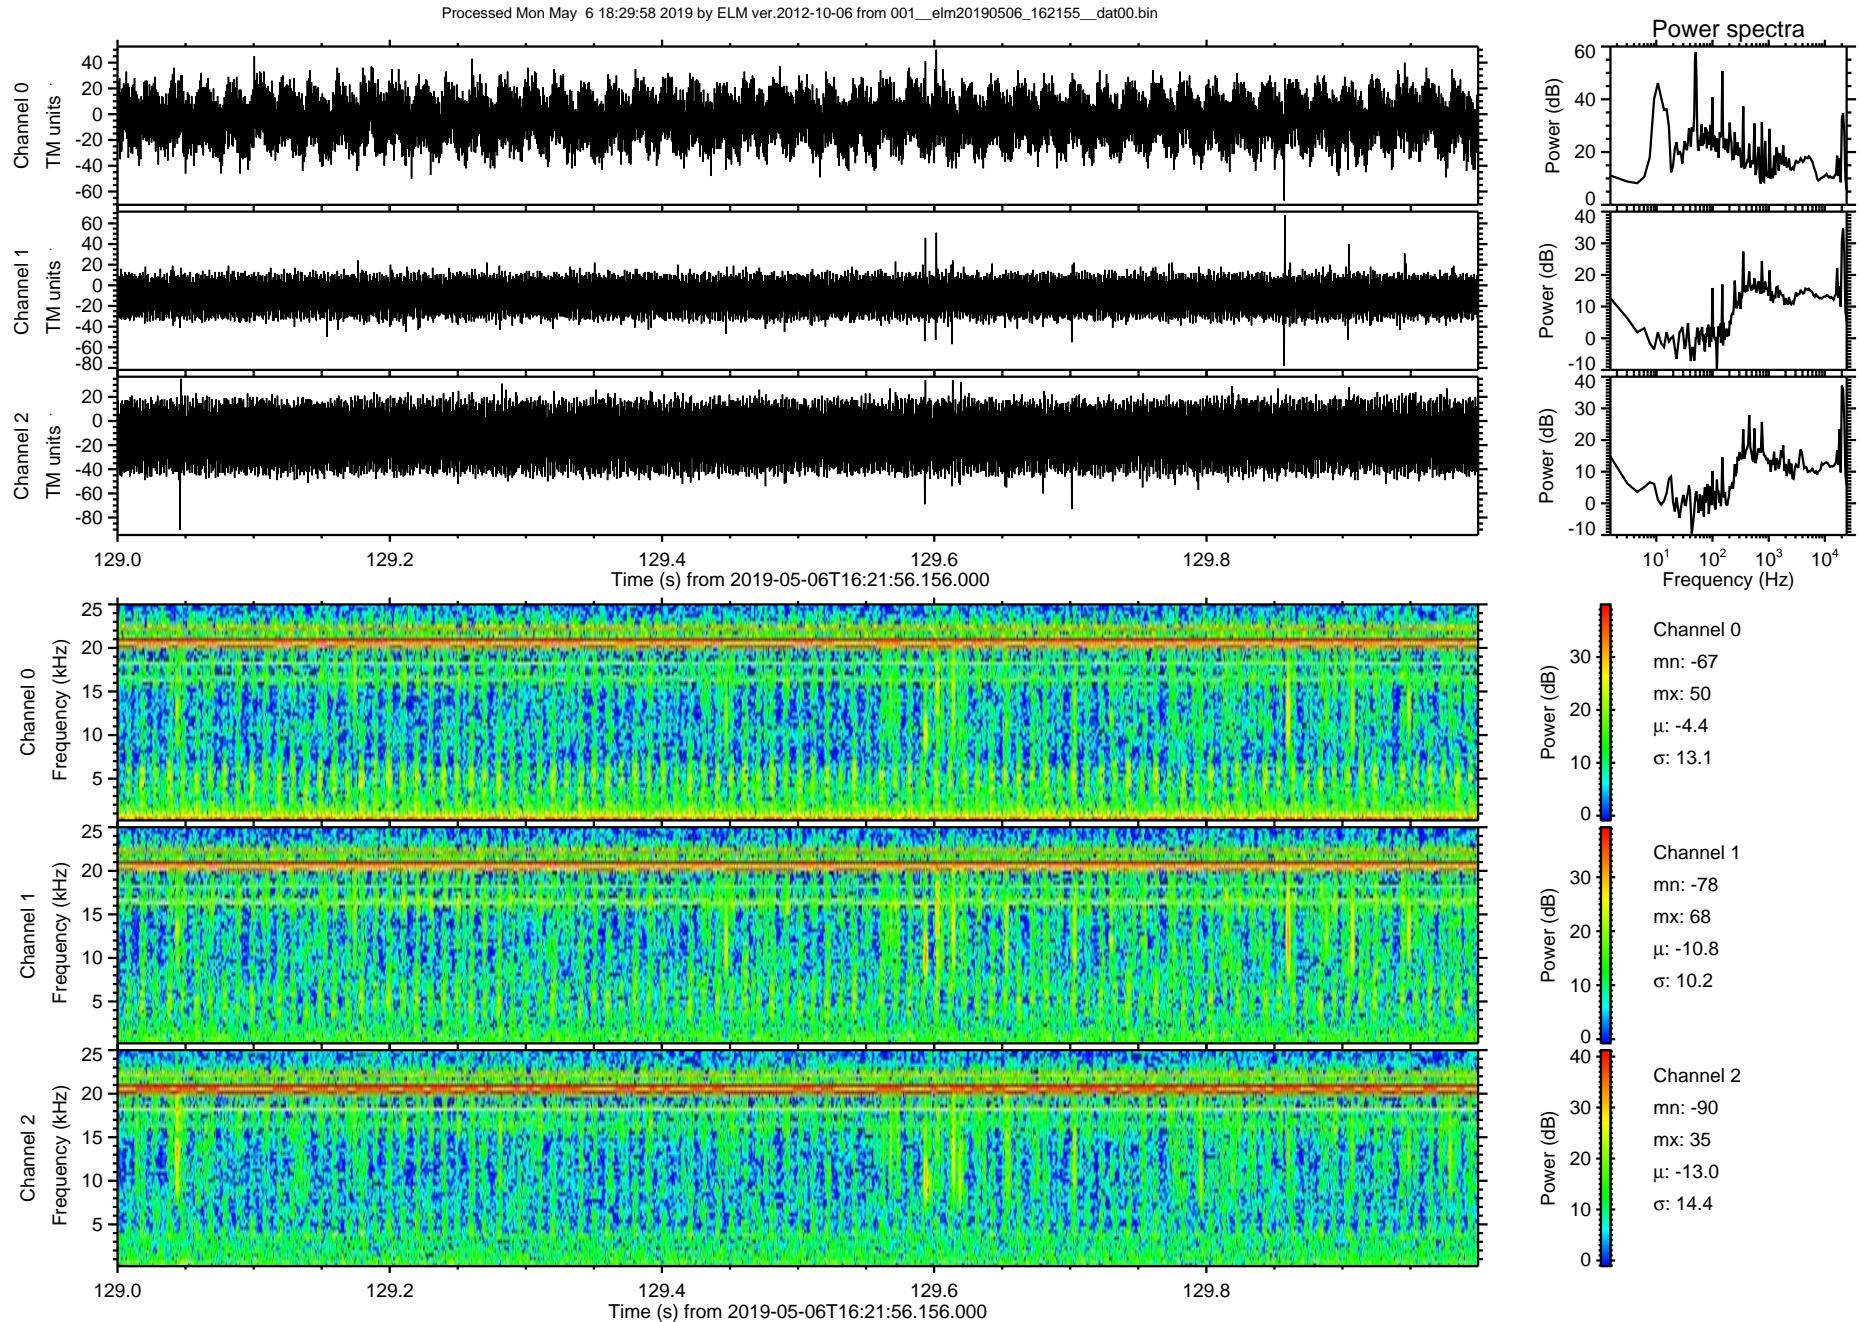 Processed Mon May  6 18:29:58 2019 by ELM ver.2012-10-06 from 001__elm20190506_162155__dat00.bin
Power spectra
Channel 0
TM units
40
20
0
-20
-40
-60
Power (dB)
60
40
20
0
Channel 1
TM units
60
40
20
0
-20
-40
-60
-80
Power (dB)
40
30
20
10
0
-10
Channel 2
TM units
20
0
-20
-40
-60
-80
Power (dB)
40
30
20
10
0
-10
129.0 129.2 129.4 129.6 129.8
Time (s) from 2019-05-06T16:21:56.156.000
10¹ 10² 10³ 10⁴
Frequency (Hz)
Channel 0
Frequency (kHz)
25
20
15
10
5
Power (dB)
30
20
10
0
Channel 0
mn: -67
mx: 50
μ: -4.4
σ: 13.1
Channel 1
Frequency (kHz)
25
20
15
10
5
Power (dB)
30
20
10
0
Channel 1
mn: -78
mx: 68
μ: -10.8
σ: 10.2
Channel 2
Frequency (kHz)
25
20
15
10
5
Power (dB)
40
30
20
10
0
Channel 2
mn: -90
mx: 35
μ: -13.0
σ: 14.4
129.0 129.2 129.4 129.6 129.8
Time (s) from 2019-05-06T16:21:56.156.000